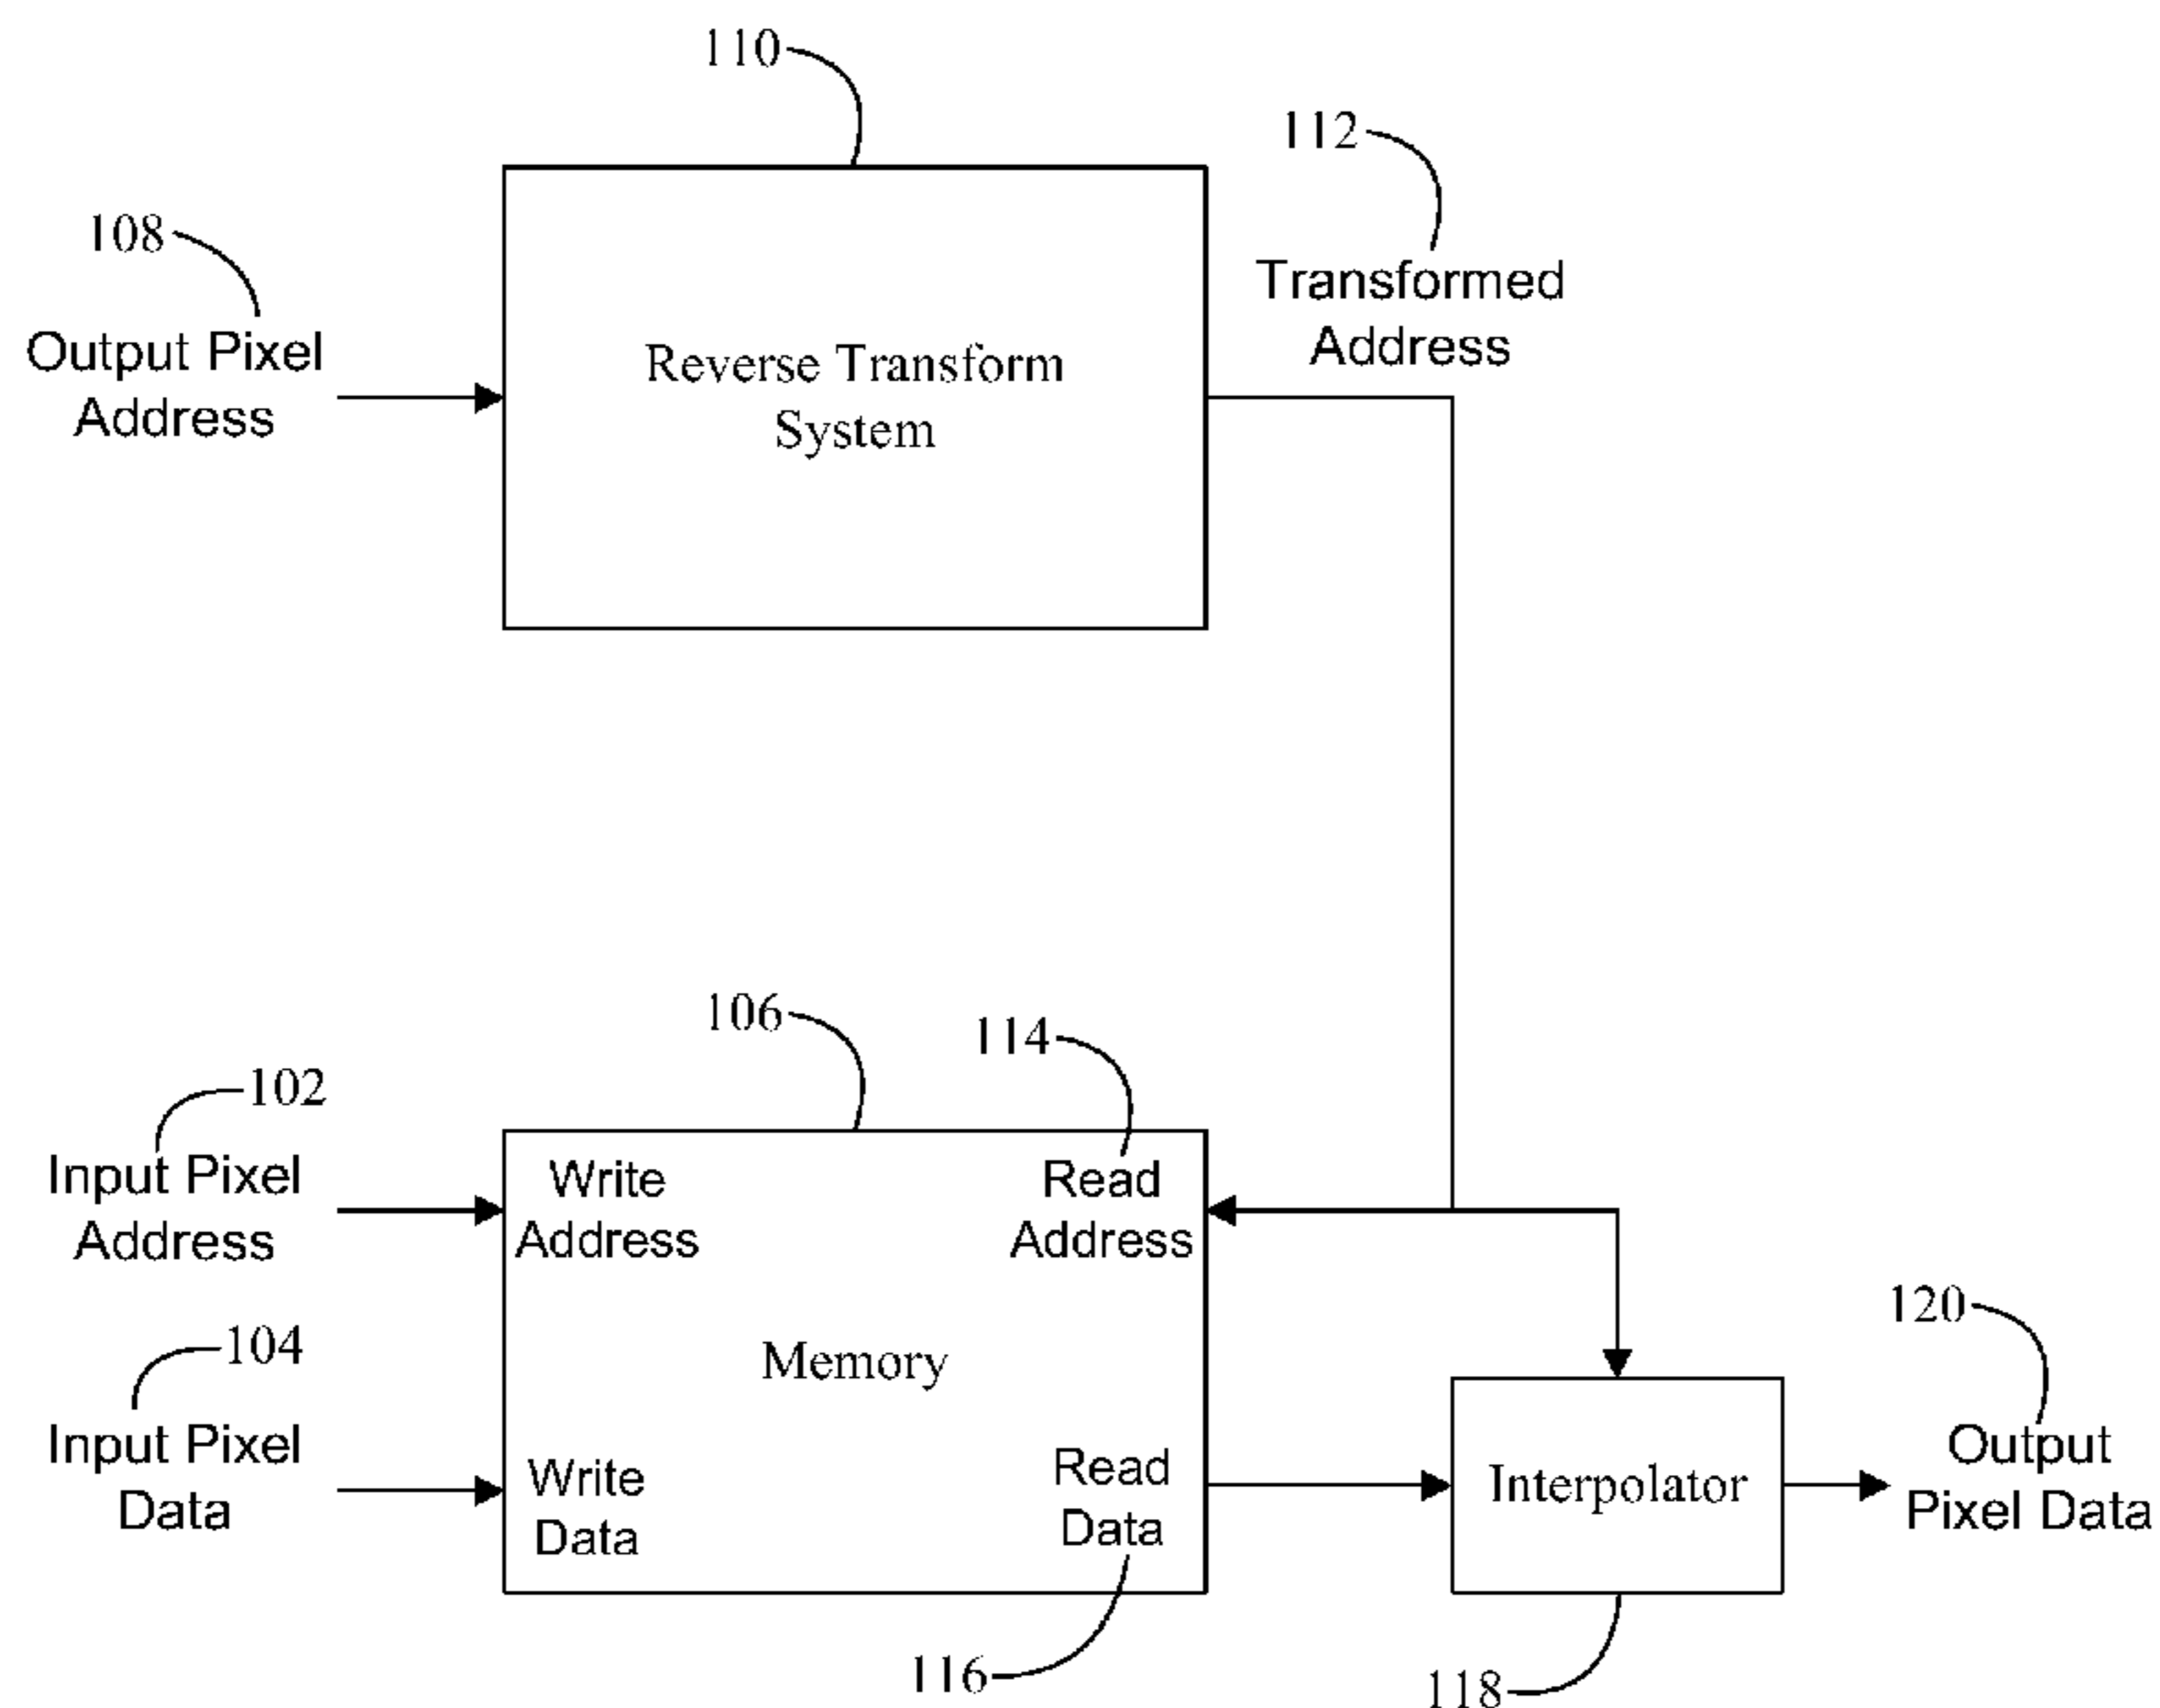 110
112
108
Transformed
Address
Output Pixel
Address
Reverse Transform
System
106
114
102
Input Pixel
Address
Write
Address
Read
Address
104
Memory
120
Input Pixel
Data
Write
Data
Read
Data
Interpolator
Output
Pixel Data
116
118